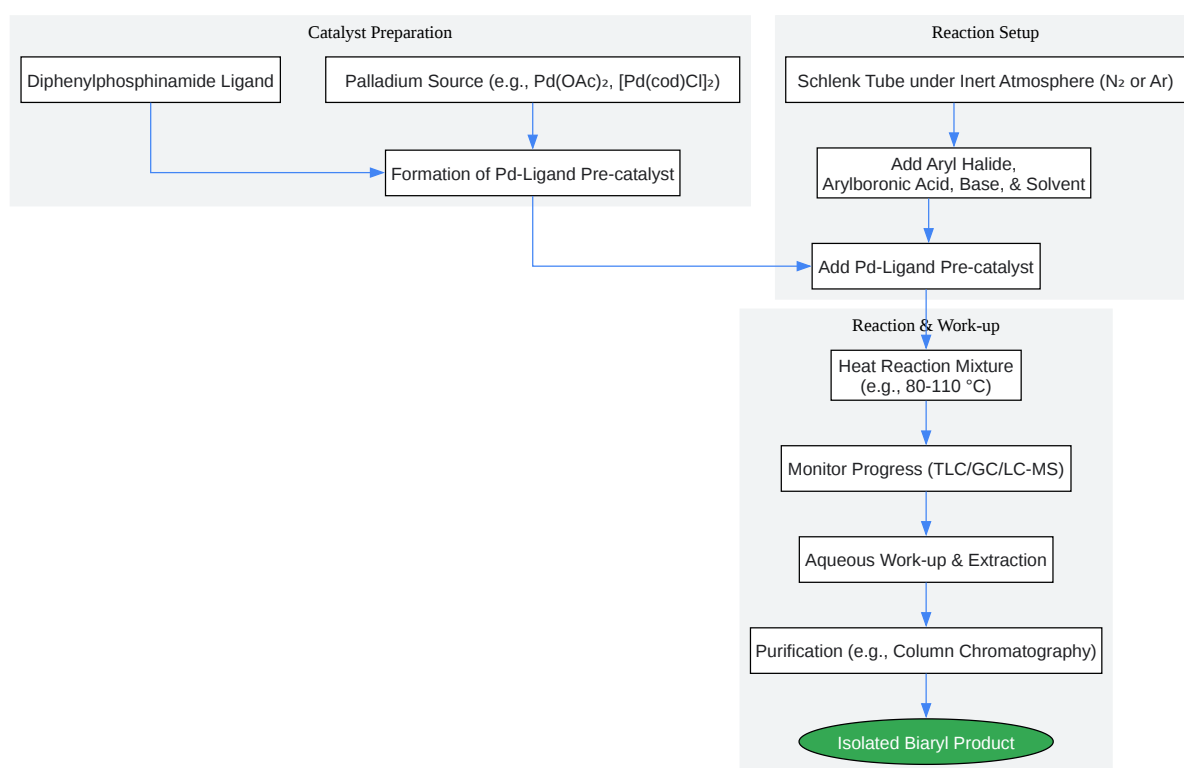 Catalyst Preparation
Diphenylphosphinamide Ligand
Palladium Source (e.g., Pd(OAc)₂, [Pd(cod)Cl]₂)
Formation of Pd-Ligand Pre-catalyst
Reaction Setup
Schlenk Tube under Inert Atmosphere (N₂ or Ar)
Add Aryl Halide,
Arylboronic Acid, Base, & Solvent
Add Pd-Ligand Pre-catalyst
Reaction & Work-up
Heat Reaction Mixture
(e.g., 80-110 °C)
Monitor Progress (TLC/GC/LC-MS)
Aqueous Work-up & Extraction
Purification (e.g., Column Chromatography)
Isolated Biaryl Product